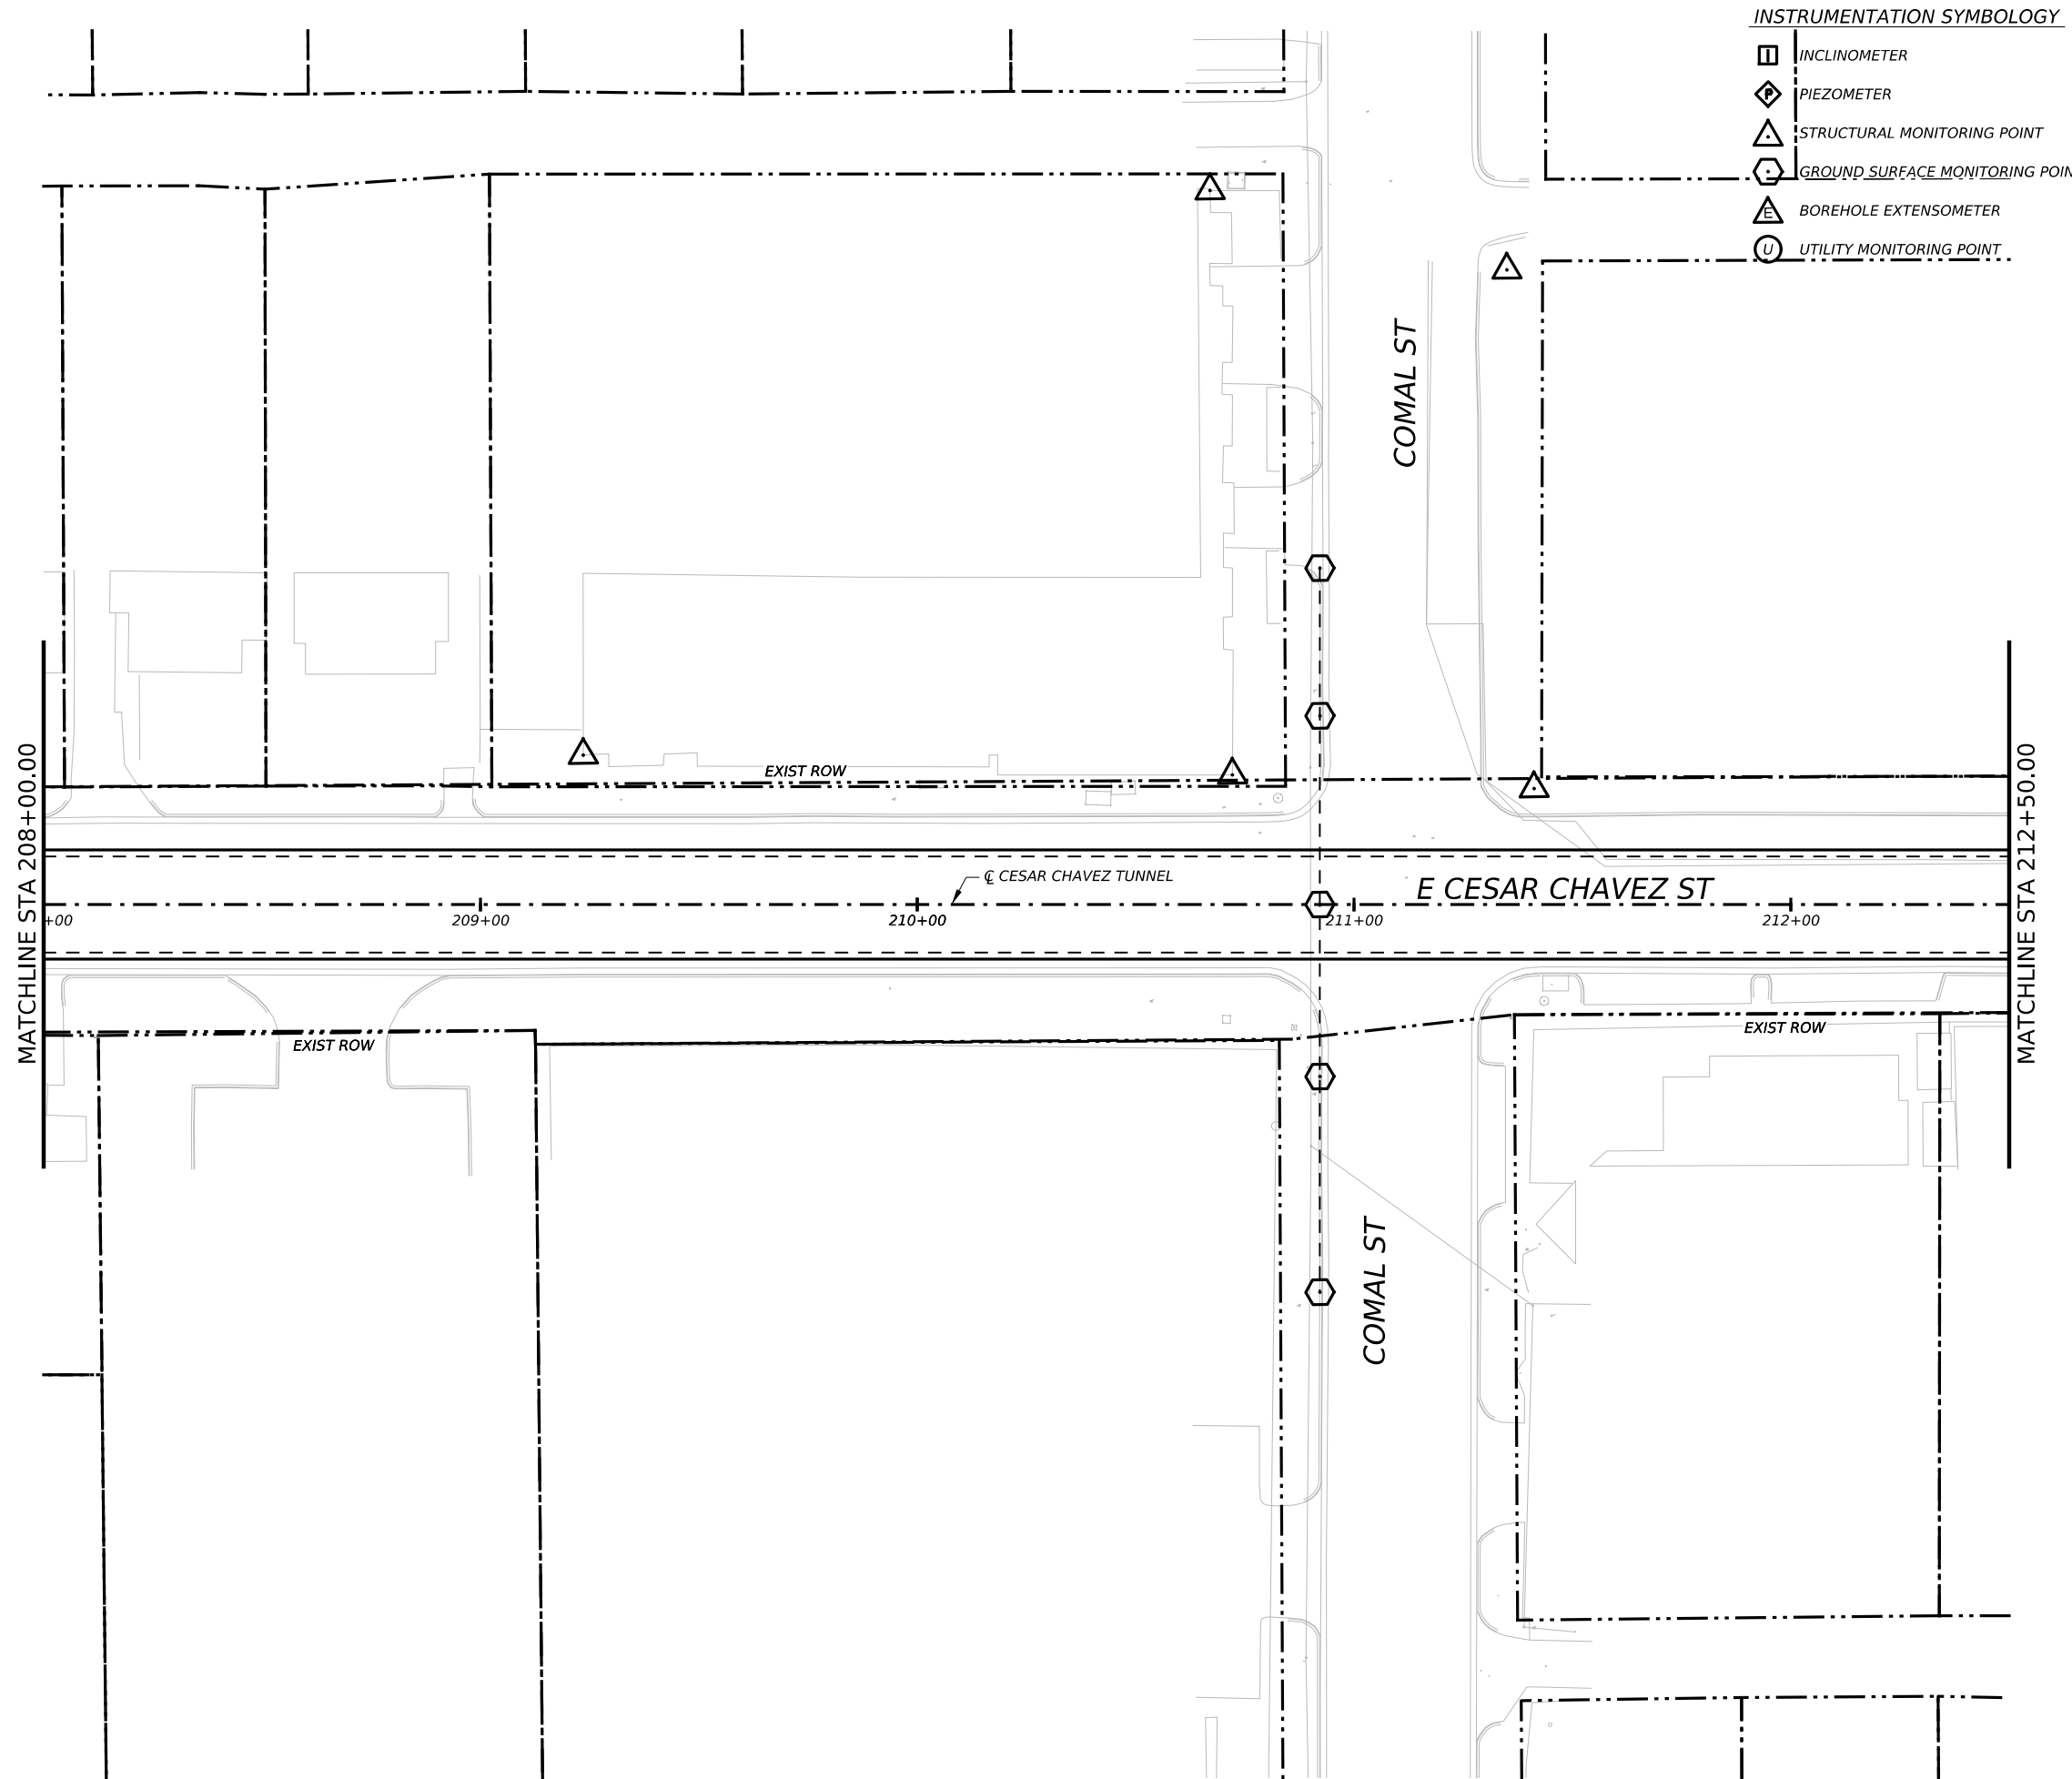 INSTRUMENTATION SYMBOLOGY
I INCLINOMETER
P PIEZOMETER
STRUCTURAL MONITORING POINT
GROUND SURFACE MONITORING POIN
E BOREHOLE EXTENSOMETER
U UTILITY MONITORING POINT
COMAL ST
EXIST ROW
MATCHLINE STA 208+00.00
MATCHLINE STA 212+50.00
℄ CESAR CHAVEZ TUNNEL
E CESAR CHAVEZ ST
+00
209+00
210+00
211+00
212+00
EXIST ROW
EXIST ROW
COMAL ST